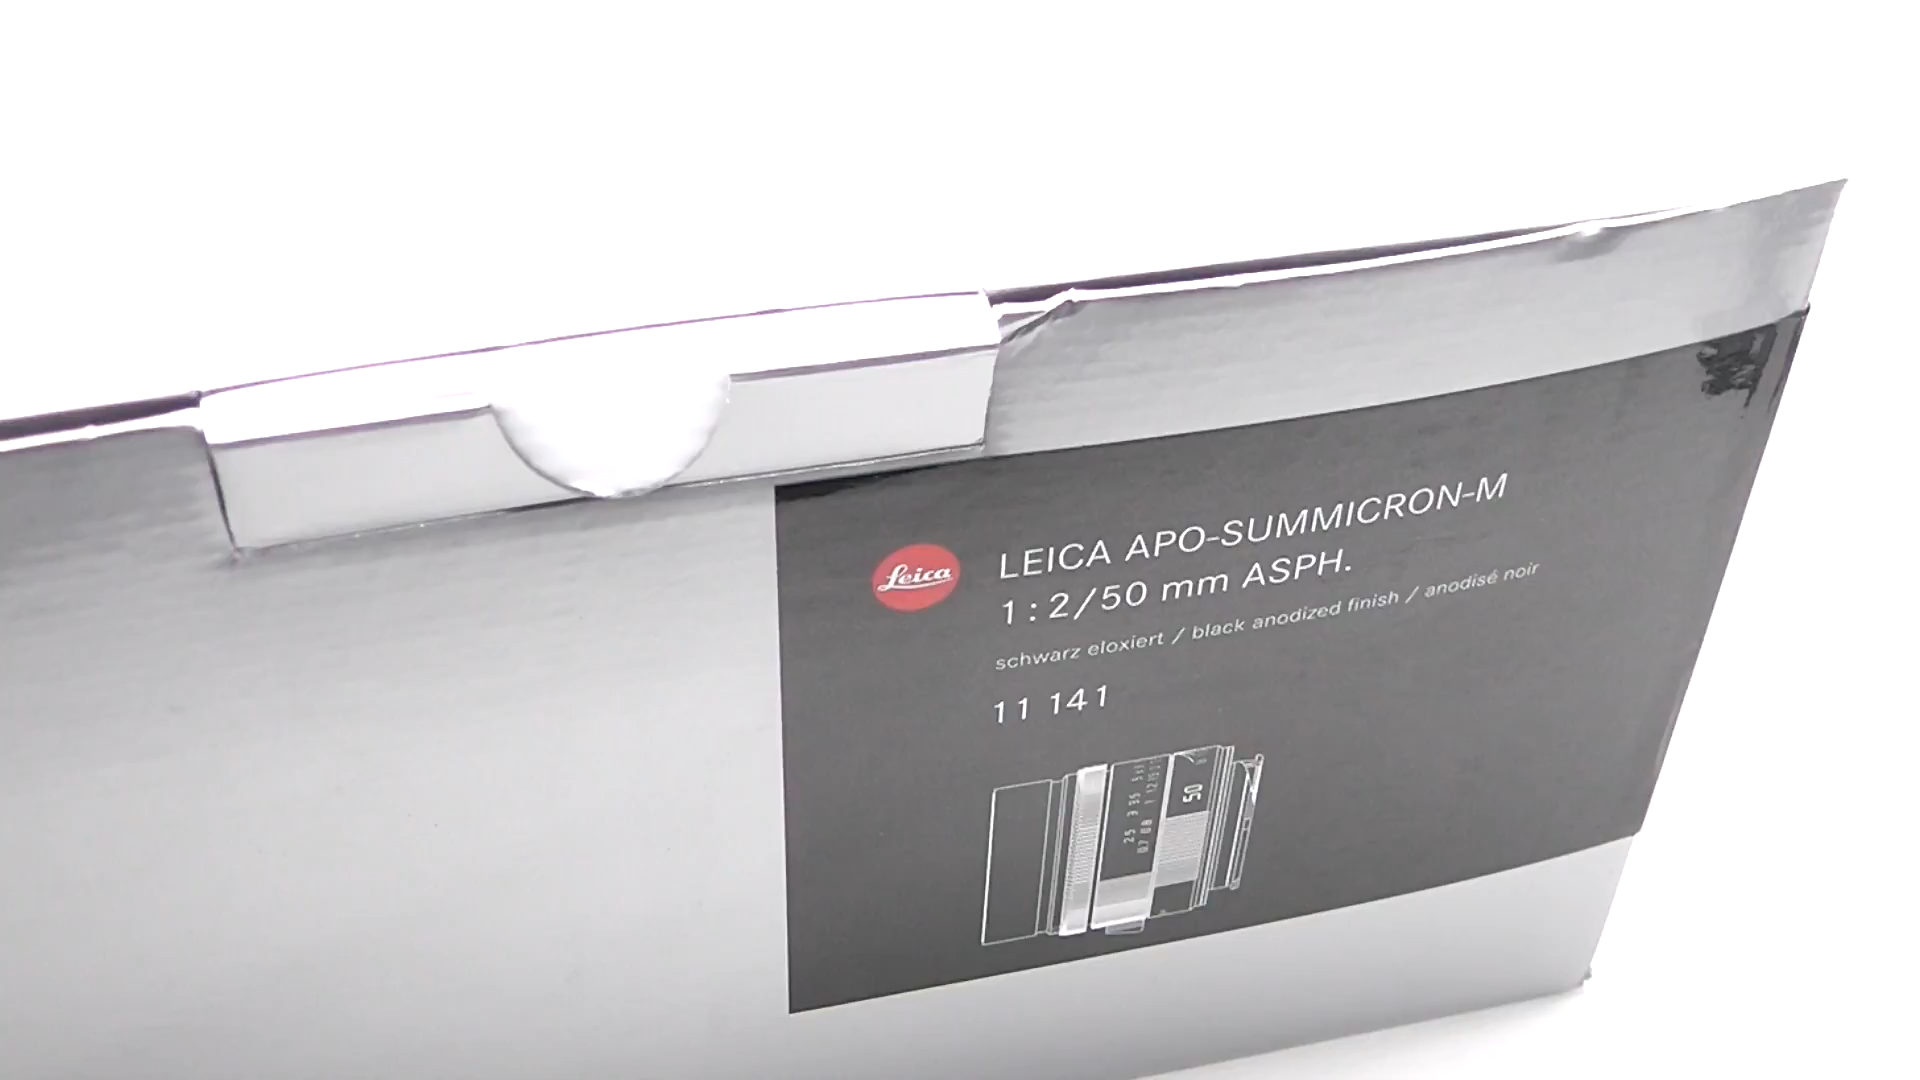 Leica
LEICA APO-SUMMICRON-M
1:2/50 mm ASPH.
schwarz eloxiert / black anodized finish / anodisé noir
11 141
50